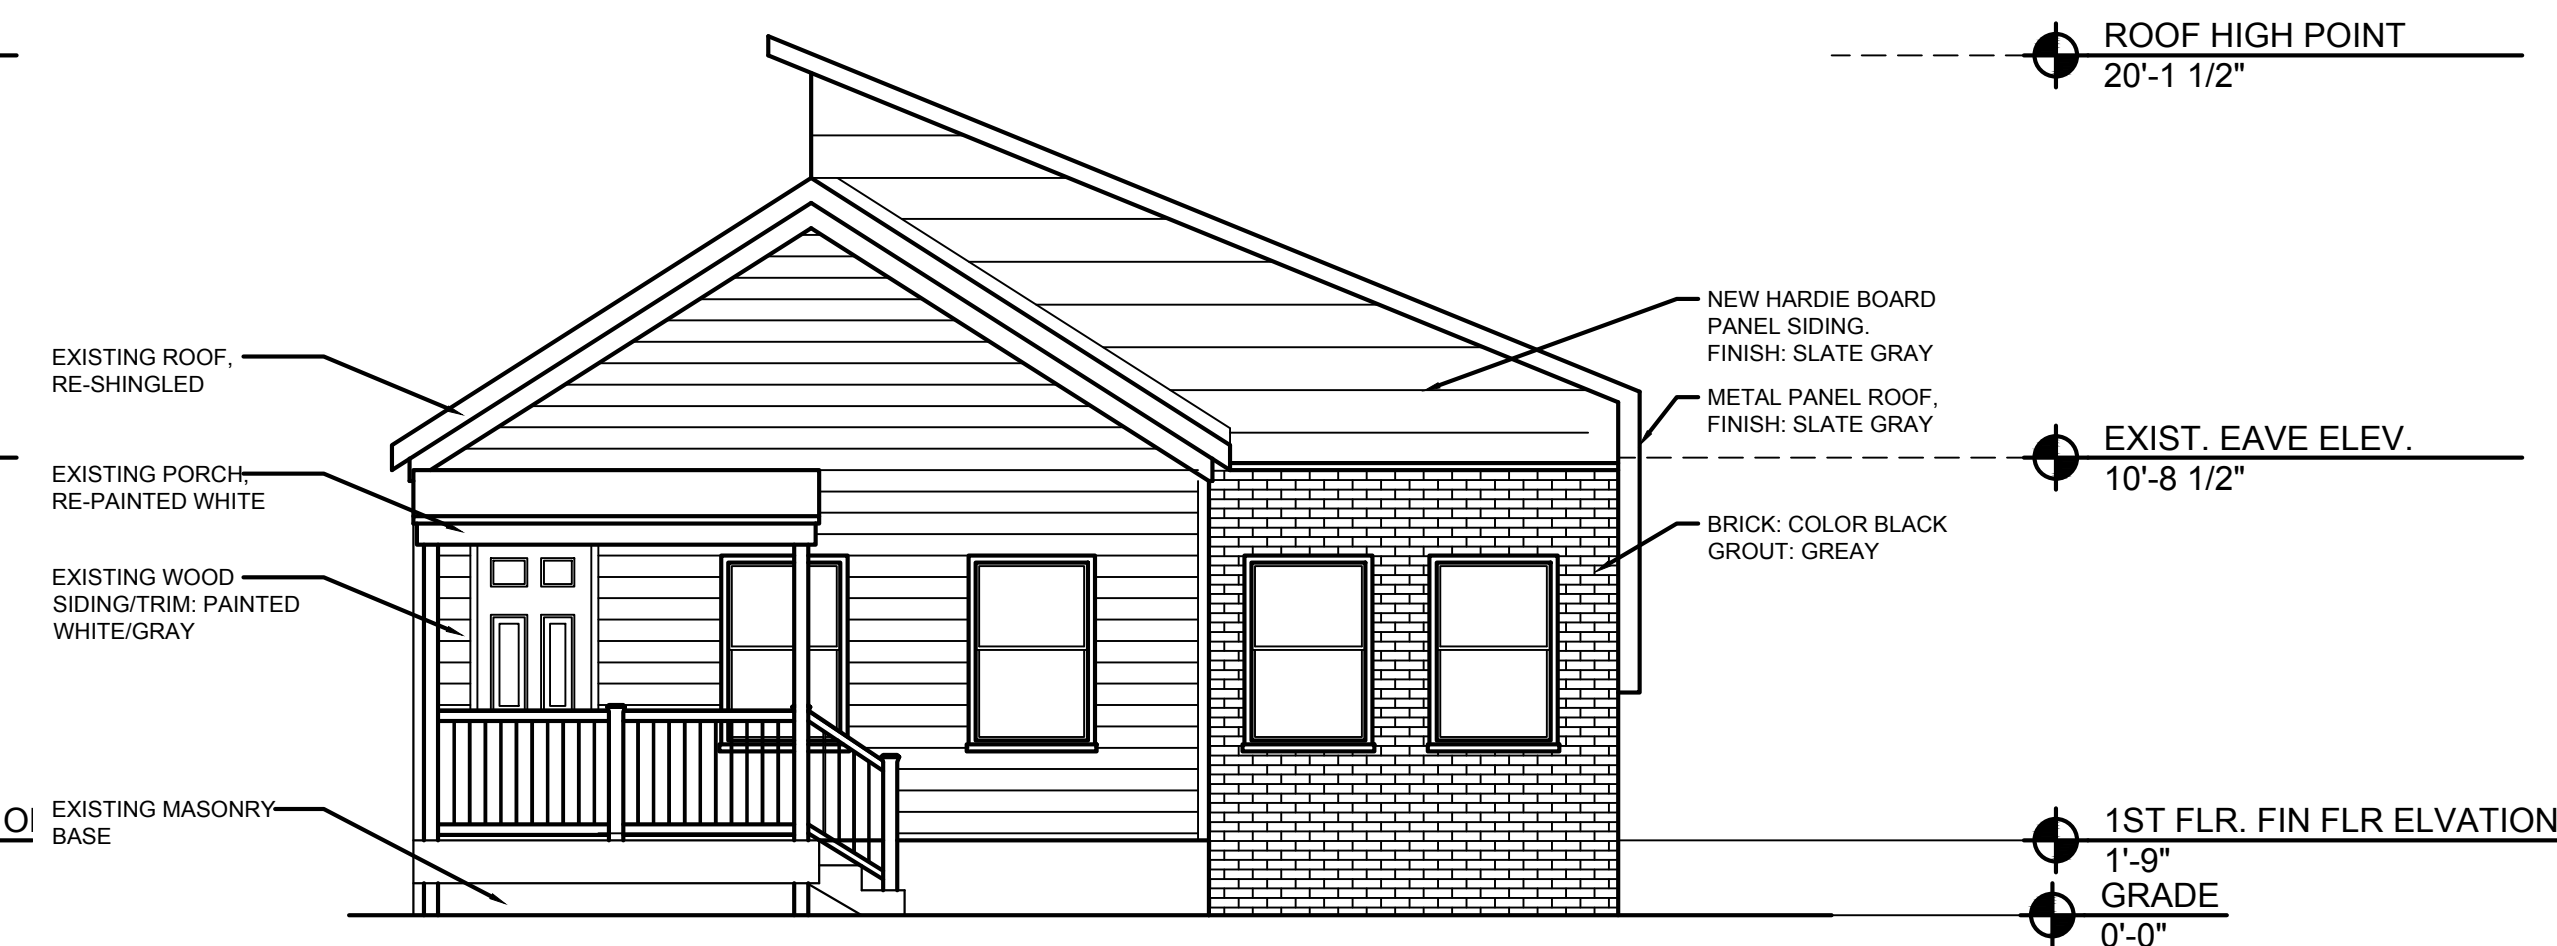 ROOF HIGH POINT
20'-1 1/2"
NEW HARDIE BOARD
PANEL SIDING.
FINISH: SLATE GRAY
EXISTING ROOF,
RE-SHINGLED
METAL PANEL ROOF,
FINISH: SLATE GRAY
EXIST. EAVE ELEV.
10'-8 1/2"
EXISTING PORCH,
RE-PAINTED WHITE
BRICK: COLOR BLACK
GROUT: GREAY
EXISTING WOOD
SIDING/TRIM: PAINTED
WHITE/GRAY
EXISTING MASONRY
BASE
1ST FLR. FIN FLR ELVATION
1'-9"
GRADE
0'-0"